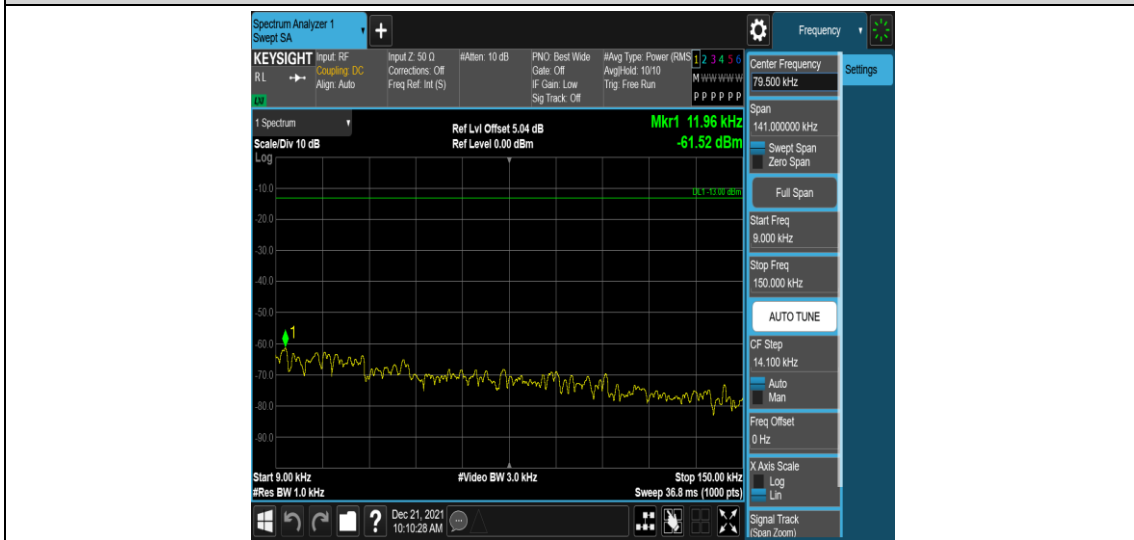 Spectrum Analyzer 1
Swept SA
Frequency
KEYSIGHT
RL
LXI
Input: RF
Coupling: DC
Align: Auto
Input Z: 50 Ω
Corrections: Off
Freq Ref: Int (S)
#Atten: 10 dB
PNO: Best Wide
Gate: Off
IF Gain: Low
Sig Track: Off
#Avg Type: Power (RMS
Avg|Hold: 10/10
Trig: Free Run
1 2 3 4 5 6
M W W W W W
P P P P P P
1 Spectrum
Scale/Div 10 dB
Ref Lvl Offset 5.04 dB
Ref Level 0.00 dBm
Mkr1 11.96 kHz
-61.52 dBm
Log
DL1 -13.00 dBm
-10.0
-20.0
-30.0
-40.0
-50.0
1
-60.0
-70.0
-80.0
-90.0
Start 9.00 kHz
#Video BW 3.0 kHz
Stop 150.00 kHz
#Res BW 1.0 kHz
Sweep 36.8 ms (1000 pts)
Center Frequency
79.500 kHz
Settings
Span
141.000000 kHz
Swept Span
Zero Span
Full Span
Start Freq
9.000 kHz
Stop Freq
150.000 kHz
AUTO TUNE
CF Step
14.100 kHz
Auto
Man
Freq Offset
0 Hz
X Axis Scale
Log
Lin
Signal Track
(Span Zoom)
?
Dec 21, 2021
10:10:28 AM